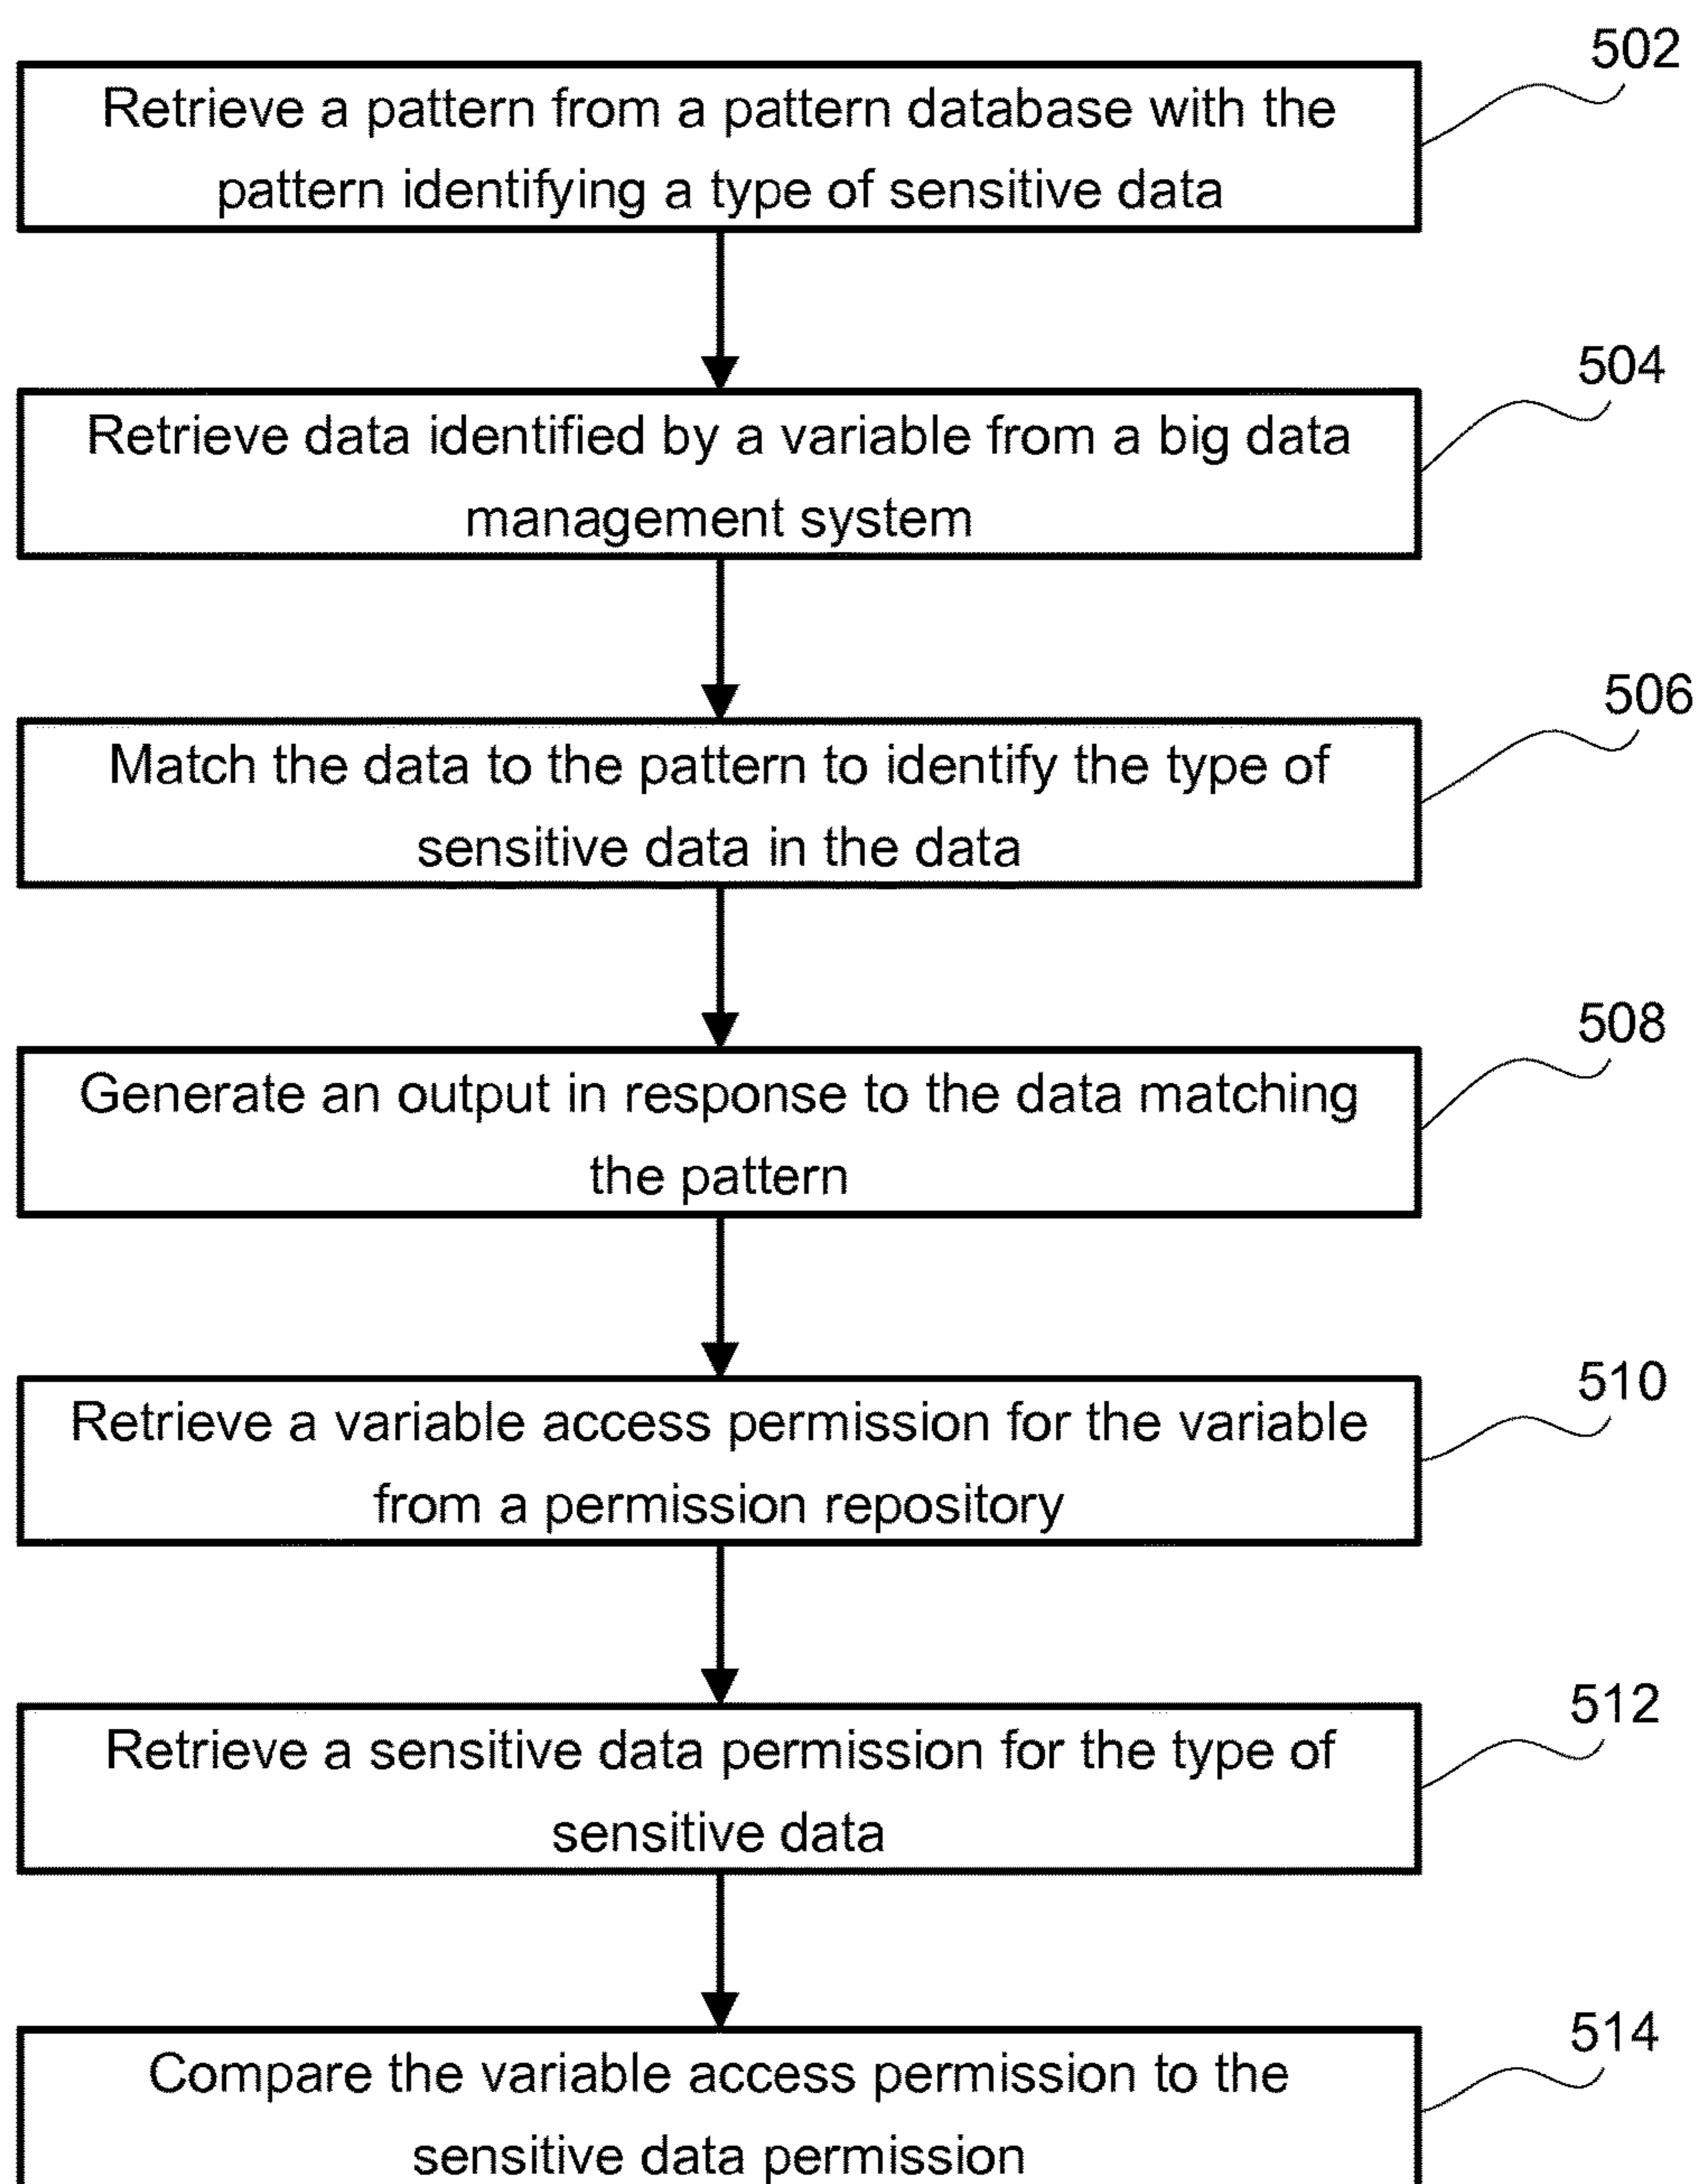 502
Retrieve a pattern from a pattern database with the
pattern identifying a type of sensitive data
504
Retrieve data identified by a variable from a big data
management system
506
Match the data to the pattern to identify the type of
sensitive data in the data
508
Generate an output in response to the data matching
the pattern
510
Retrieve a variable access permission for the variable
from a permission repository
512
Retrieve a sensitive data permission for the type of
sensitive data
514
Compare the variable access permission to the
sensitive data permission